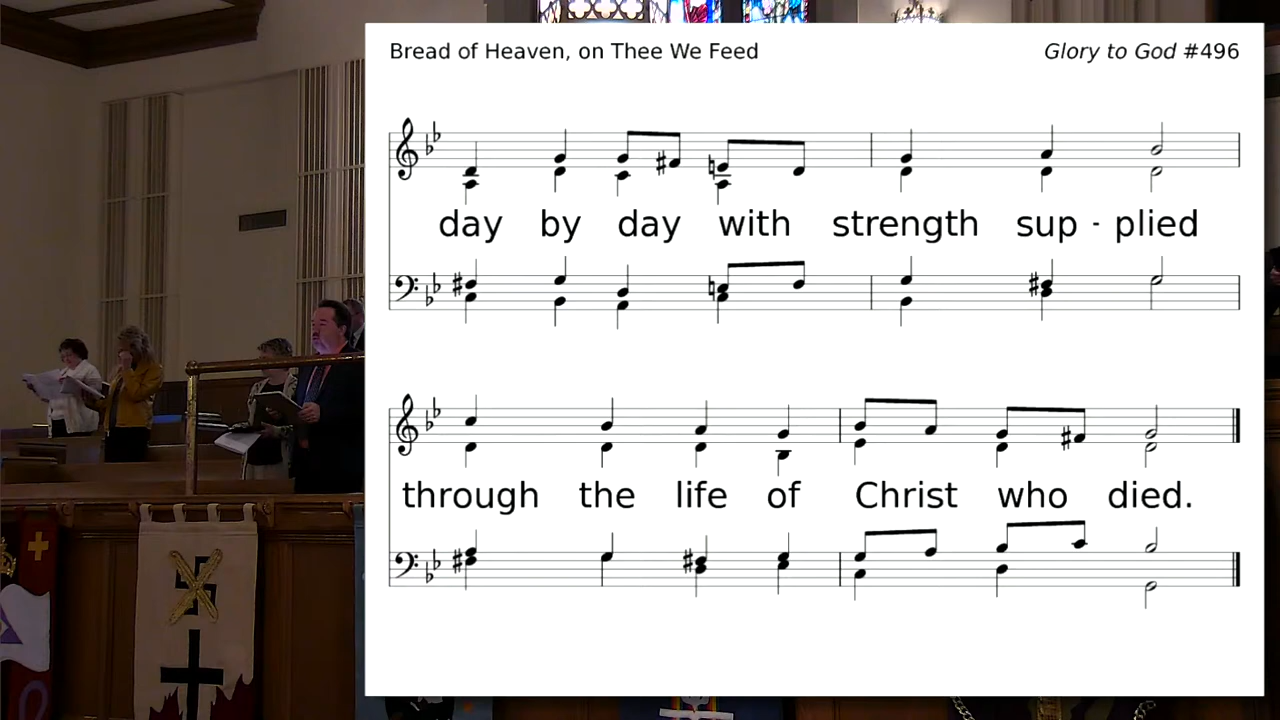 Bread of Heaven, on Thee We Feed
Glory to God #496
day by day with strength sup - plied
through the life of Christ who died.